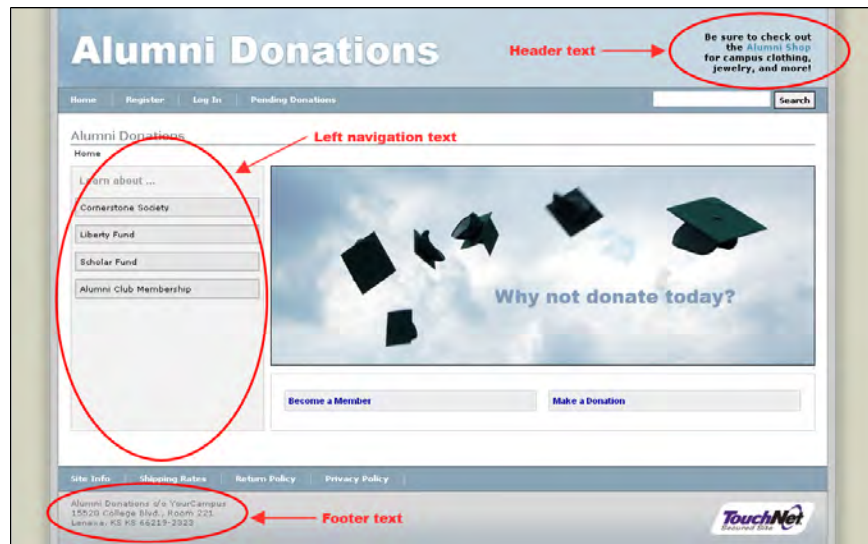 Alumni Donations
Header text
Be sure to check out
the Alumni Shop
for campus clothing,
jewelry, and more!
Home Register Log In Pending Donations
Search
Alumni Donations
Left navigation text
Home
Learn about ...
Cornerstone Society
Liberty Fund
Scholar Fund
Alumni Club Membership
Why not donate today?
Become a Member
Make a Donation
Site Info Shipping Rates Return Policy Privacy Policy
Alumni Donations c/o YourCampus
15520 College Blvd., Room 221
Lenexa, KS KS 66219-2023
Footer text
TouchNet
Secured Site